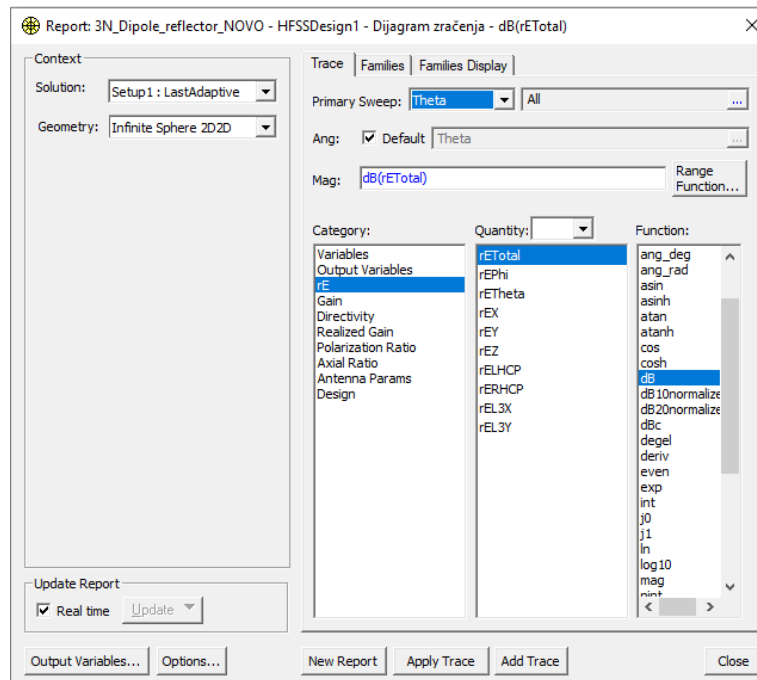 Report: 3N_Dipole_reflector_NOVO - HFSSDesign1 - Dijagram zračenja - dB(rETotal)
Context
Solution: Setup1 : LastAdaptive
Geometry: Infinite Sphere 2D2D
Update Report
Real time Update
Output Variables... Options...
Trace Families Families Display
Primary Sweep: Theta All ...
Ang: Default Theta ...
Mag: dB(rETotal) Range Function...
Category:
Variables
Output Variables
rE
Gain
Directivity
Realized Gain
Polarization Ratio
Axial Ratio
Antenna Params
Design
Quantity:
rETotal
rEPhi
rETheta
rEX
rEY
rEZ
rELHCP
rERHCP
rEL3X
rEL3Y
Function:
ang_deg
ang_rad
asin
asinh
atan
atanh
cos
cosh
dB
dB10normalize
dB20normalize
dBc
degel
deriv
even
exp
int
j0
j1
ln
log10
mag
New Report Apply Trace Add Trace Close